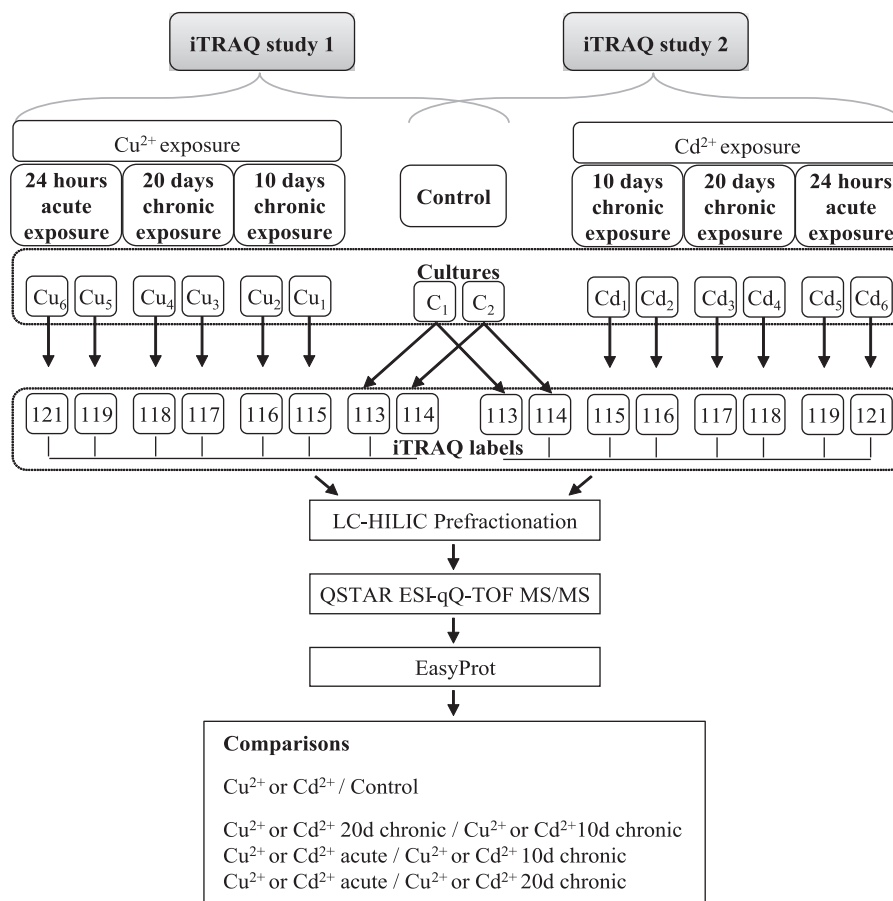 iTRAQ study 1 iTRAQ study 2
Cu²⁺ exposure Cd²⁺ exposure
24 hours acute exposure
20 days chronic exposure
10 days chronic exposure
Control
10 days chronic exposure
20 days chronic exposure
24 hours acute exposure
Cultures
Cu₆ Cu₅ Cu₄ Cu₃ Cu₂ Cu₁ C₁ C₂ Cd₁ Cd₂ Cd₃ Cd₄ Cd₅ Cd₆
121 119 118 117 116 115 113 114 113 114 115 116 117 118 119 121
iTRAQ labels
LC-HILIC Prefractionation
QSTAR ESI-qQ-TOF MS/MS
EasyProt
Comparisons
Cu²⁺ or Cd²⁺ / Control
Cu²⁺ or Cd²⁺ 20d chronic / Cu²⁺ or Cd²⁺ 10d chronic
Cu²⁺ or Cd²⁺ acute / Cu²⁺ or Cd²⁺ 10d chronic
Cu²⁺ or Cd²⁺ acute / Cu²⁺ or Cd²⁺ 20d chronic